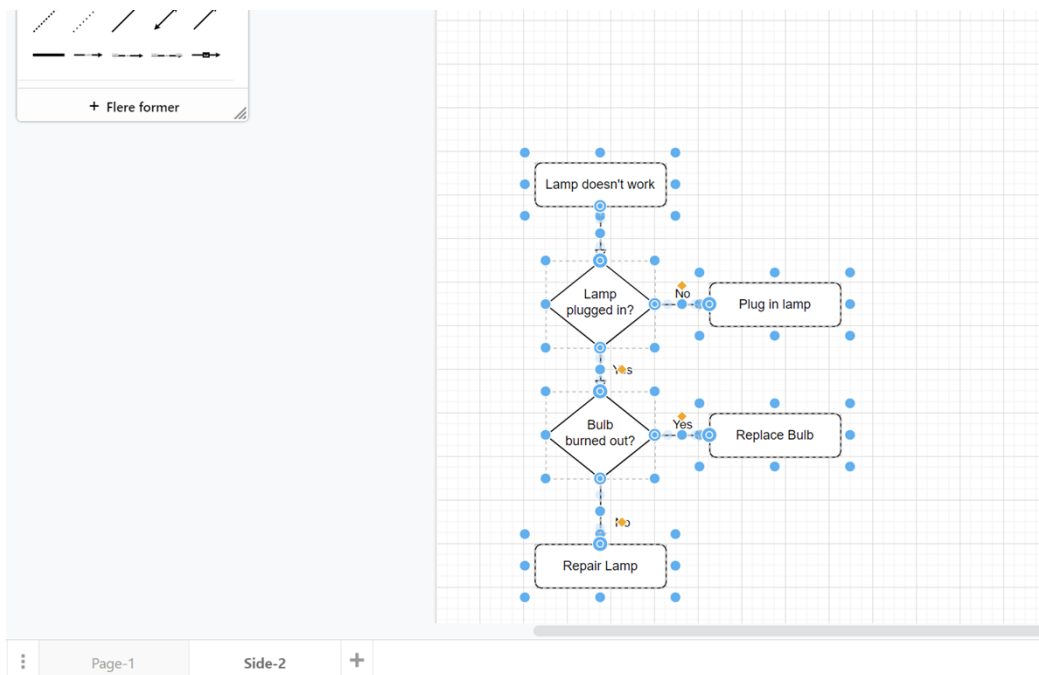 + Flere former
Lamp doesn't work
Lamp
plugged in?
No
Plug in lamp
Yes
Bulb
burned out?
Yes
Replace Bulb
No
Repair Lamp
Page-1
Side-2